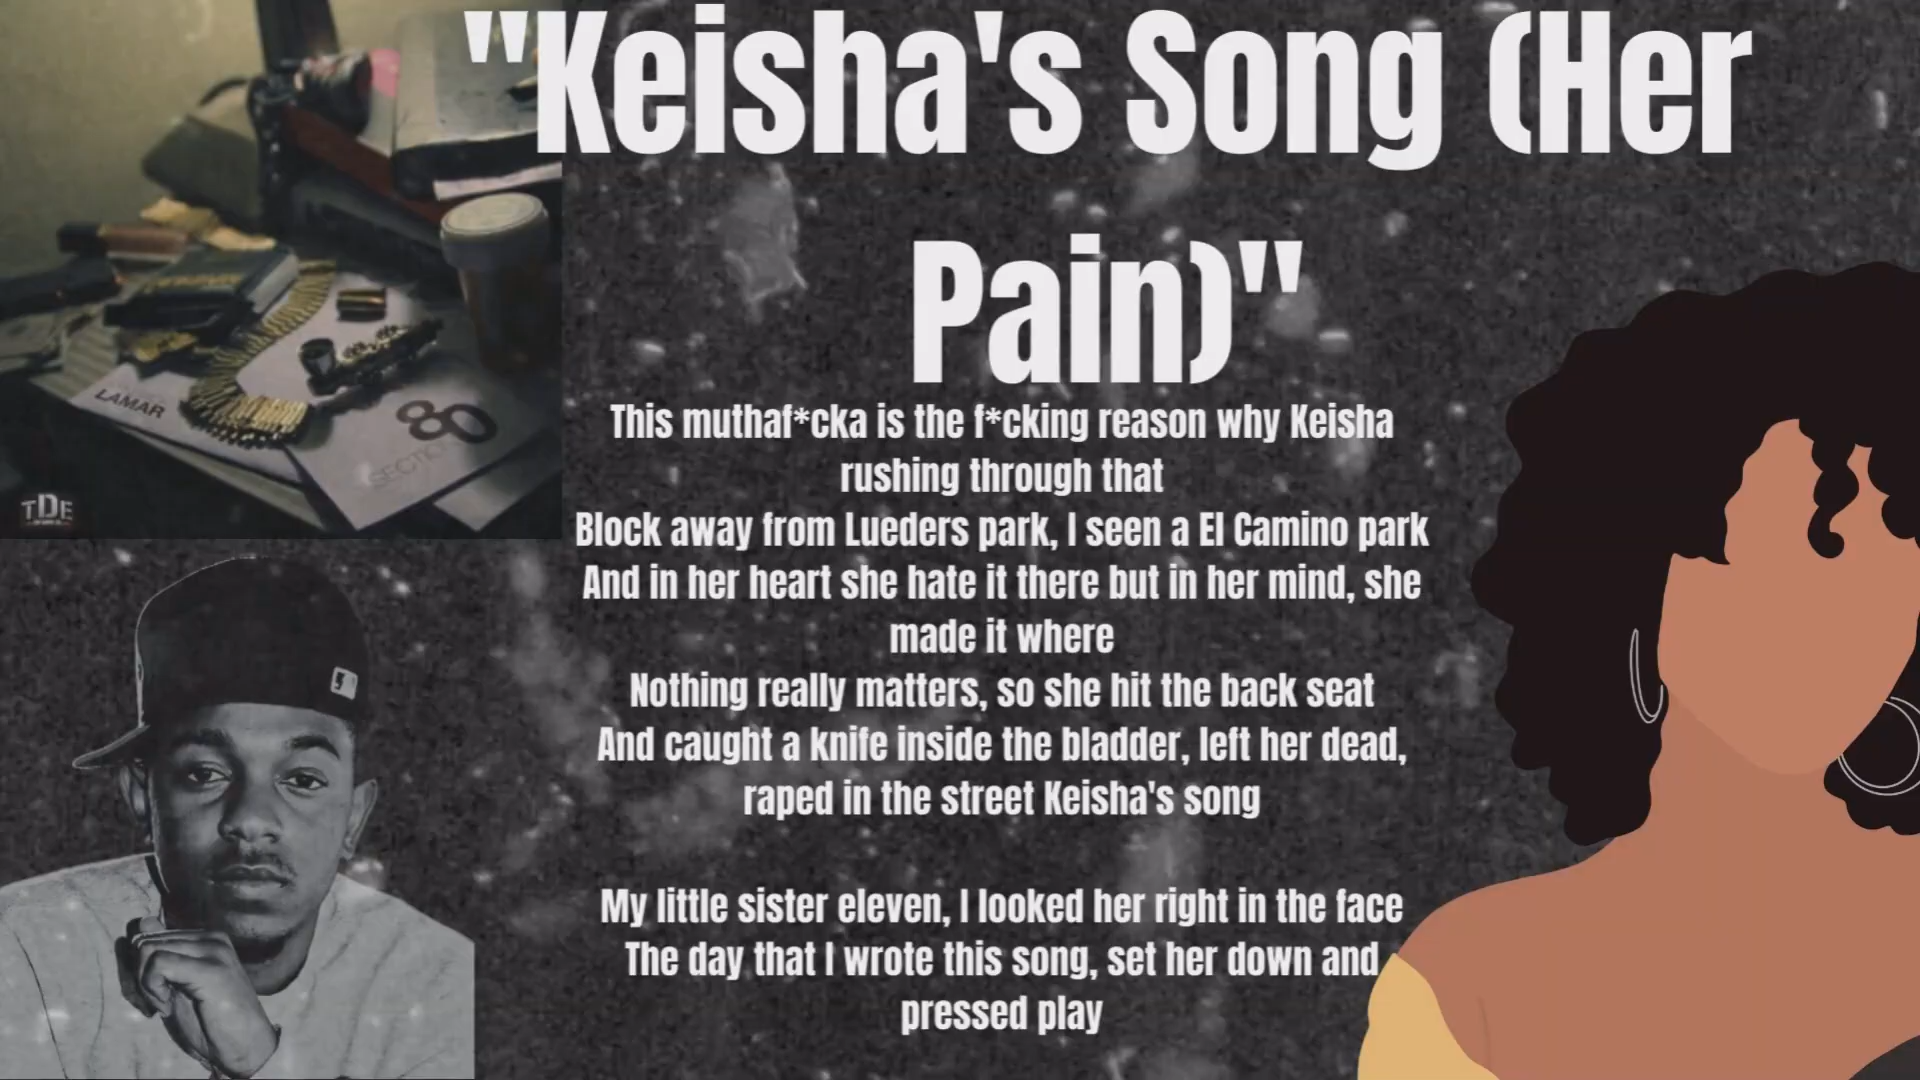 "Keisha's Song (Her
Pain)"
This muthaf*cka is the f*cking reason why Keisha
rushing through that
Block away from Lueders park, I seen a El Camino park
And in her heart she hate it there but in her mind, she
made it where
Nothing really matters, so she hit the back seat
And caught a knife inside the bladder, left her dead,
raped in the street Keisha's song
My little sister eleven, I looked her right in the face
The day that I wrote this song, set her down and
pressed play
LAMAR
SECTION
80
TDE